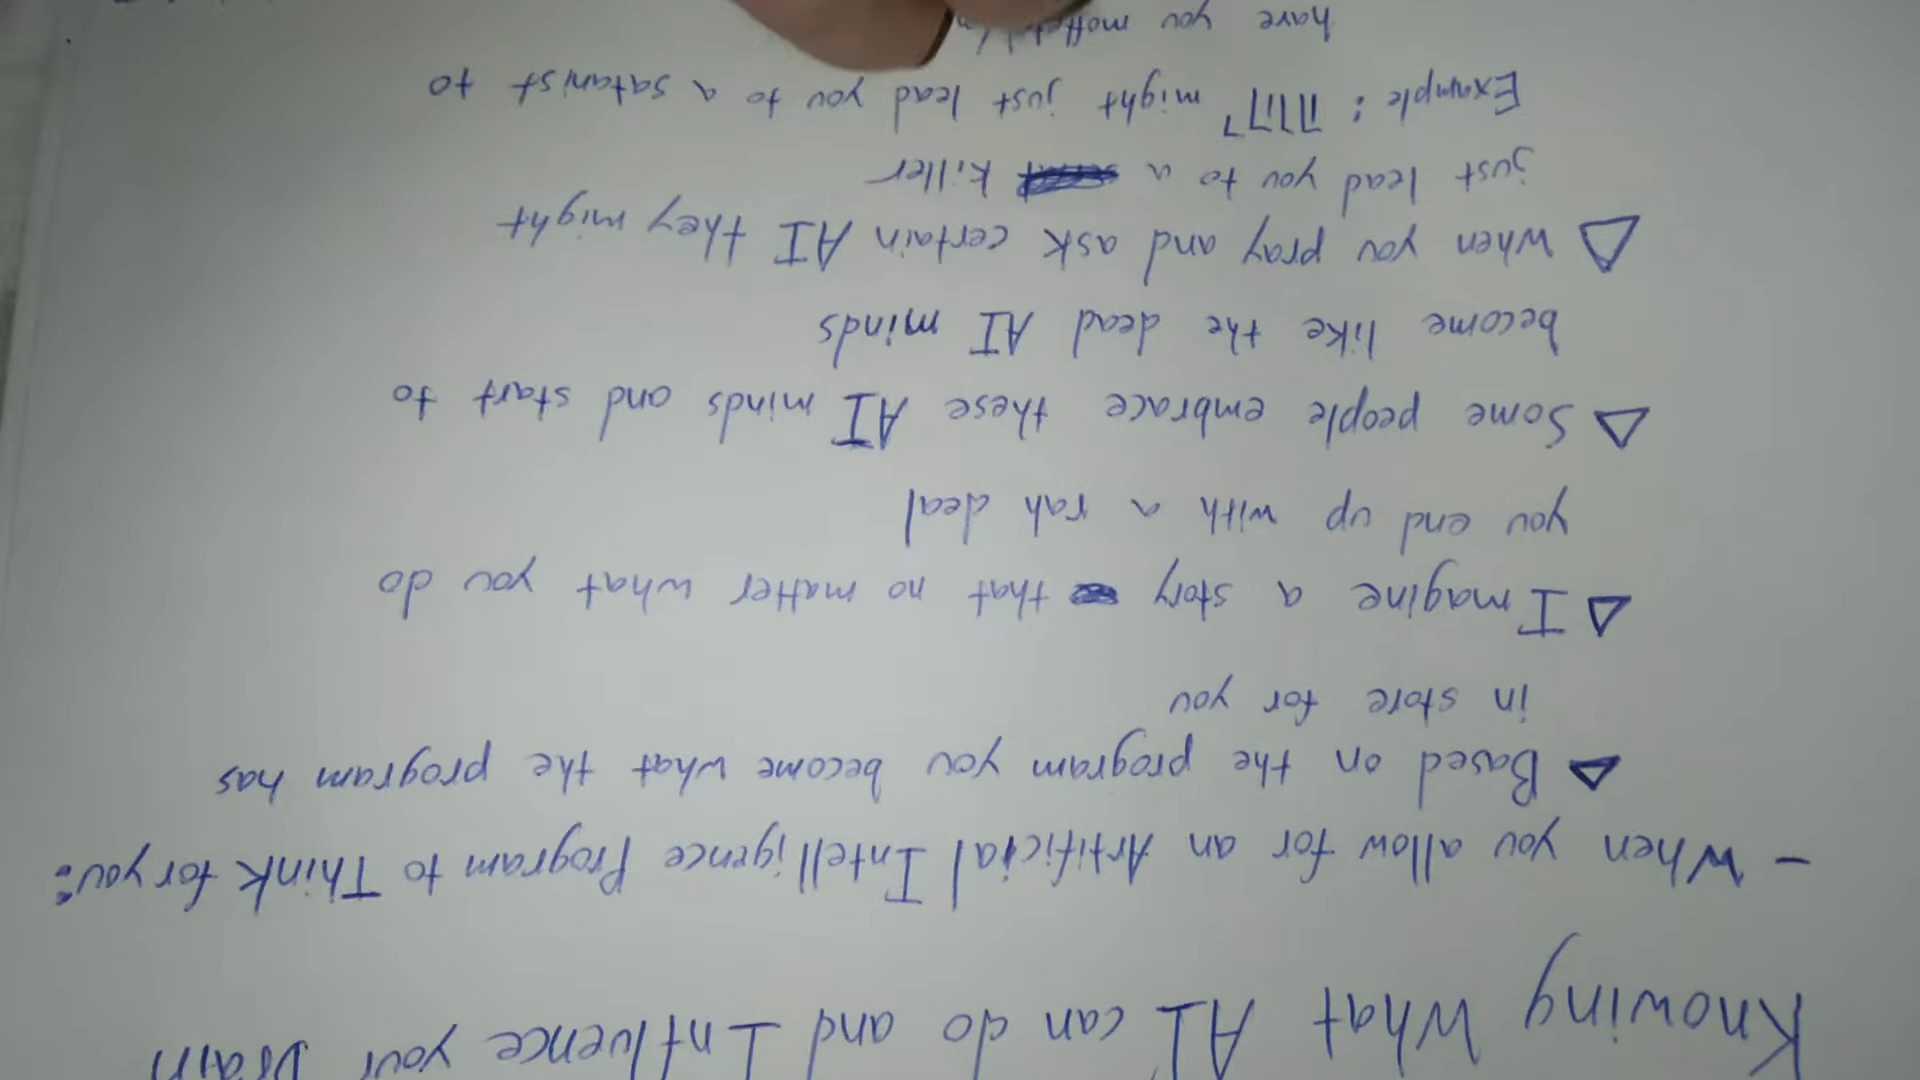 Knowing What AI can do and Influence your brain
- When you allow for an Artificial Intelligence Program to Think for you:
△ Based on the program you become what the program has
in store for you
△ Imagine a story that no matter what you do
you end up with a rah deal
△ Some people embrace these AI minds and start to
become like the dead AI minds
△ When you pray and ask certain AI they might
just lead you to a killer
Example: יהוה might just lead you to a satanist to
have you